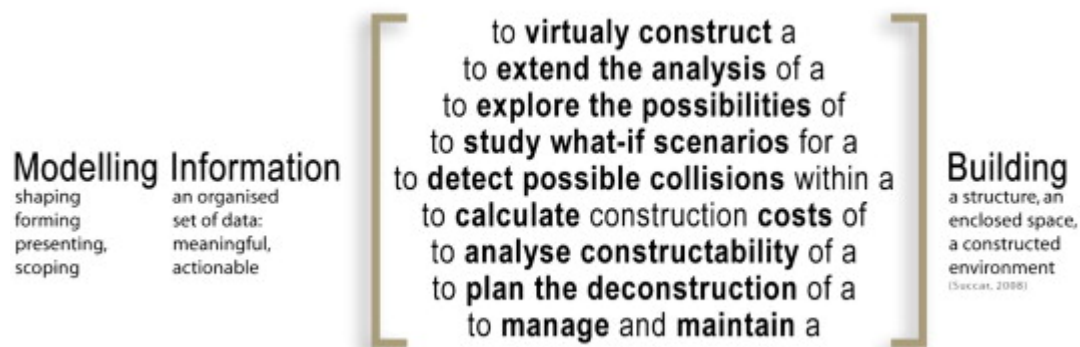 Modelling
shaping
forming
presenting,
scoping
Information
an organised
set of data:
meaningful,
actionable
to virtualy construct a
to extend the analysis of a
to explore the possibilities of
to study what-if scenarios for a
to detect possible collisions within a
to calculate construction costs of
to analyse constructability of a
to plan the deconstruction of a
to manage and maintain a
Building
a structure, an
enclosed space,
a constructed
environment
(Succar, 2008)